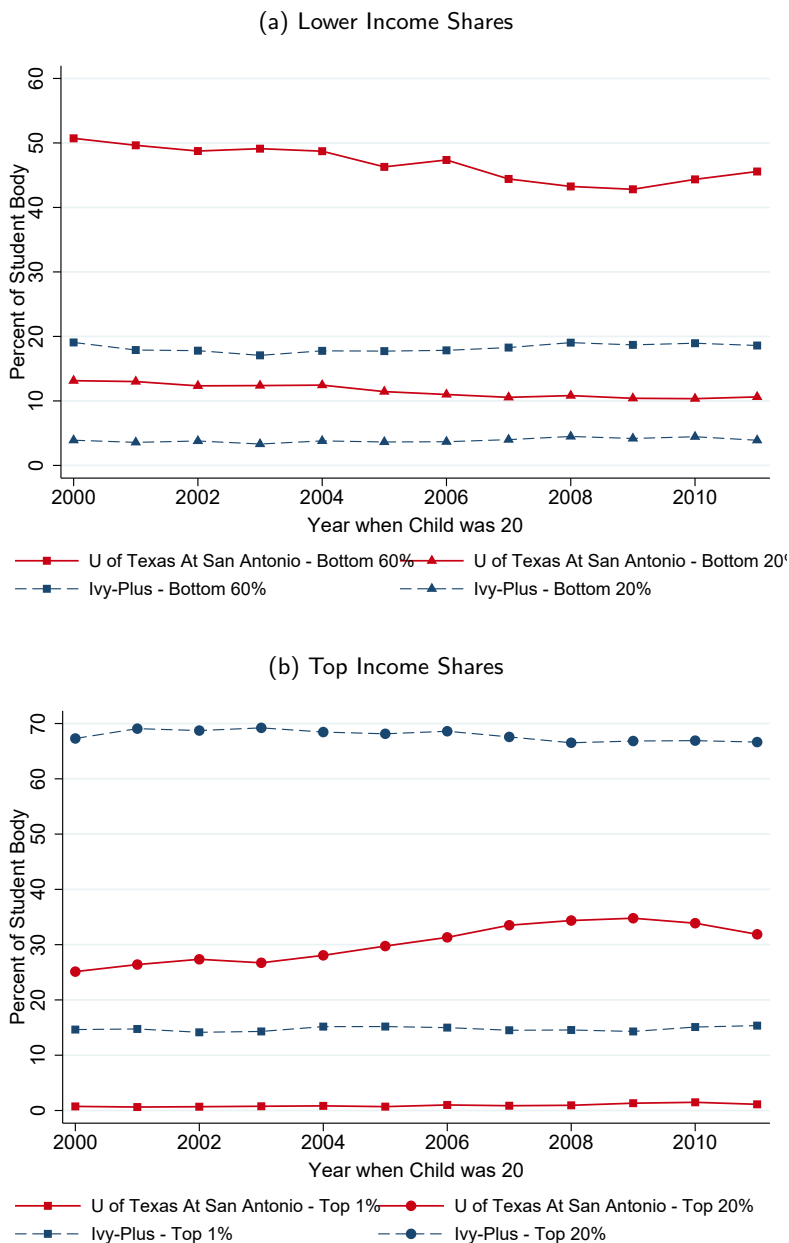 (a) Lower Income Shares
Percent of Student Body
60
50
40
30
20
10
0
2000 2002 2004 2006 2008 2010
Year when Child was 20
U of Texas At San Antonio - Bottom 60% U of Texas At San Antonio - Bottom 20%
Ivy-Plus - Bottom 60% Ivy-Plus - Bottom 20%
(b) Top Income Shares
Percent of Student Body
70
60
50
40
30
20
10
0
2000 2002 2004 2006 2008 2010
Year when Child was 20
U of Texas At San Antonio - Top 1% U of Texas At San Antonio - Top 20%
Ivy-Plus - Top 1% Ivy-Plus - Top 20%